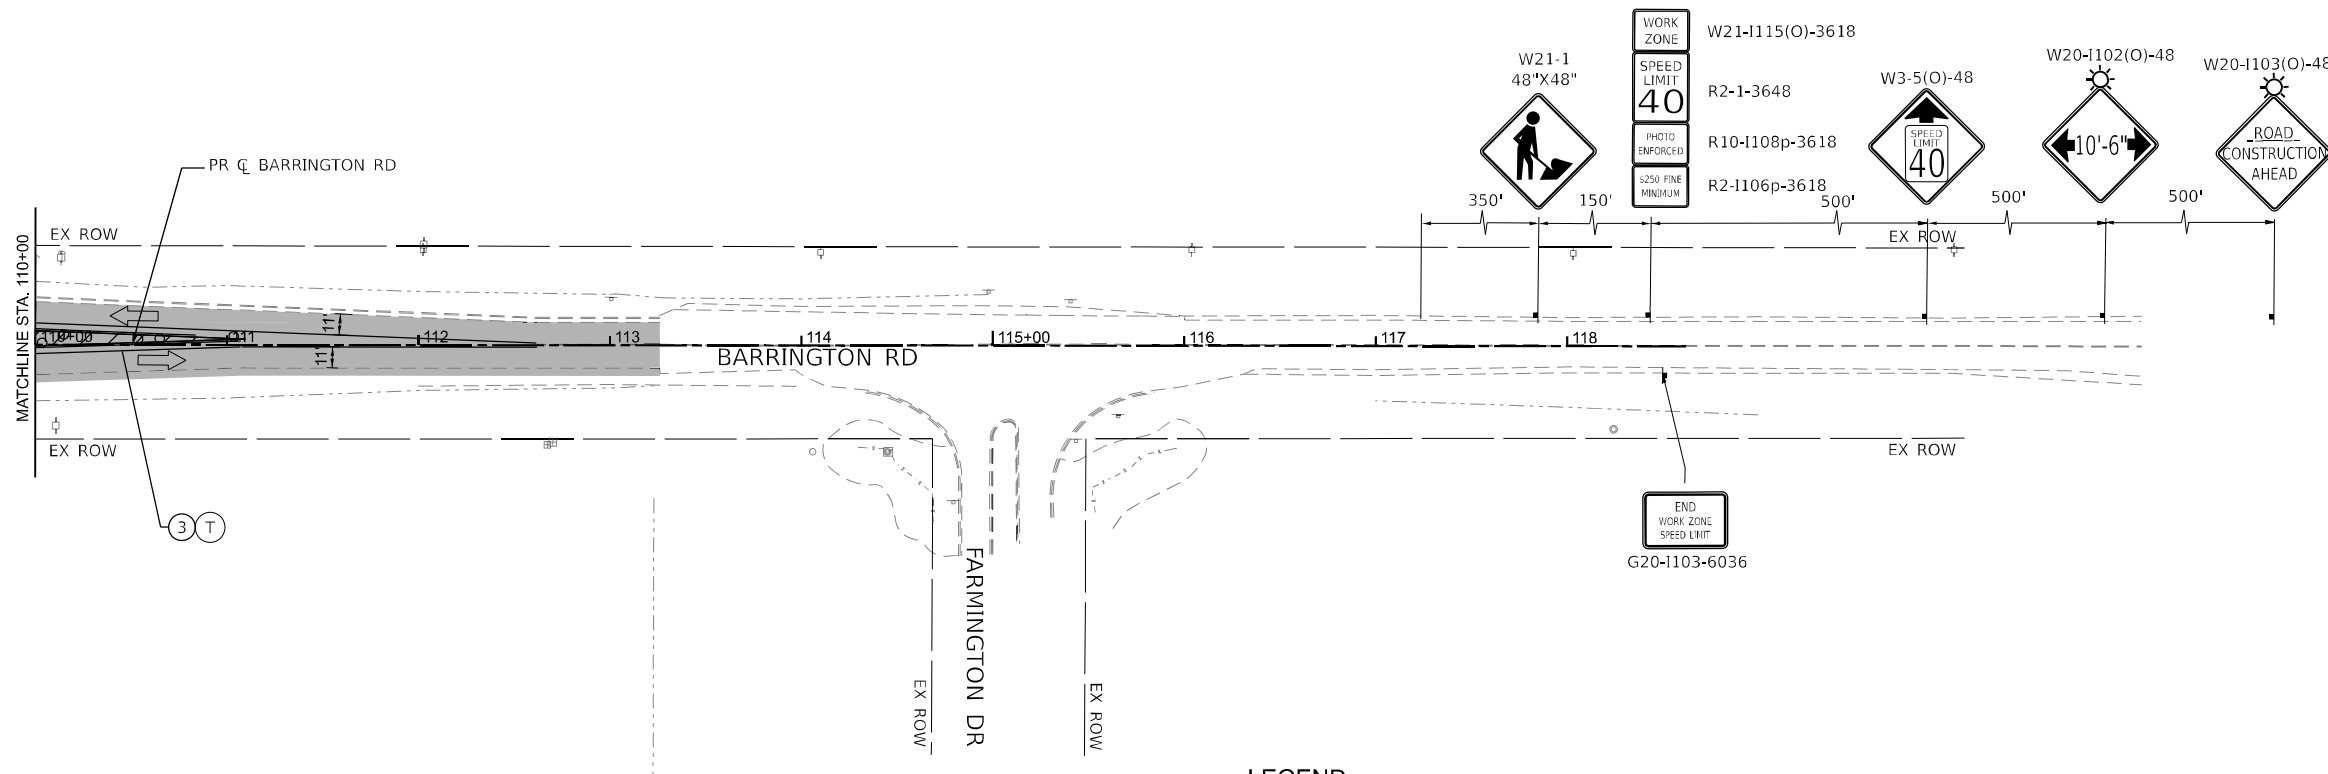 WORK
ZONE
W21-I115(O)-3618
W21-1
48"X48"
SPEED
LIMIT
40
R2-1-3648
PHOTO
ENFORCED
R10-I108p-3618
$250 FINE
MINIMUM
R2-I106p-3618
W3-5(O)-48
SPEED
LIMIT
40
W20-I102(O)-48
10'-6"
W20-I103(O)-48
ROAD
CONSTRUCTION
AHEAD
350'
150'
500'
500'
500'
PR ℄ BARRINGTON RD
MATCHLINE STA. 110+00
EX ROW
EX ROW
110+00
111
112
113
114
115+00
116
117
118
11'
11'
BARRINGTON RD
EX ROW
EX ROW
3
T
END
WORK ZONE
SPEED LIMIT
G20-I103-6036
FARMINGTON DR
EX ROW
EX ROW
LEGEND